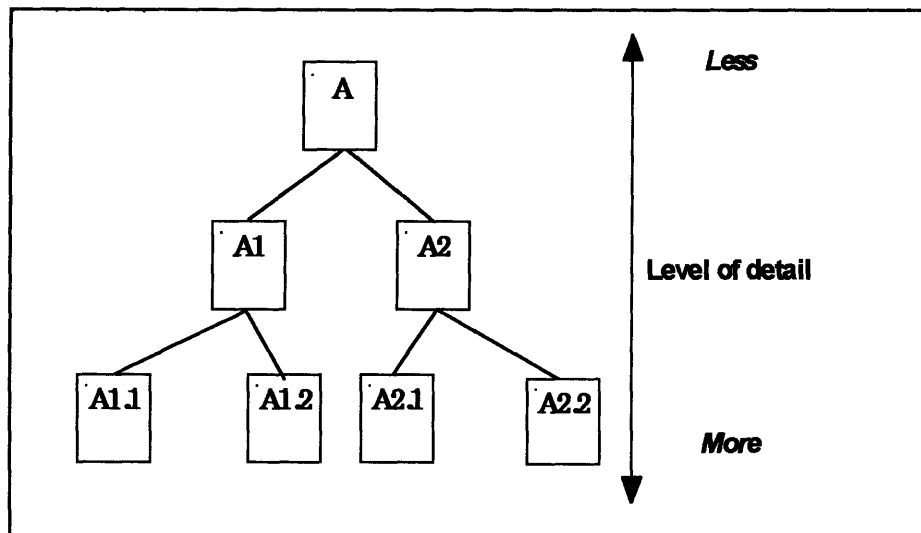 A
Less
A1
A2
Level of detail
A1.1
A1.2
A2.1
A2.2
More